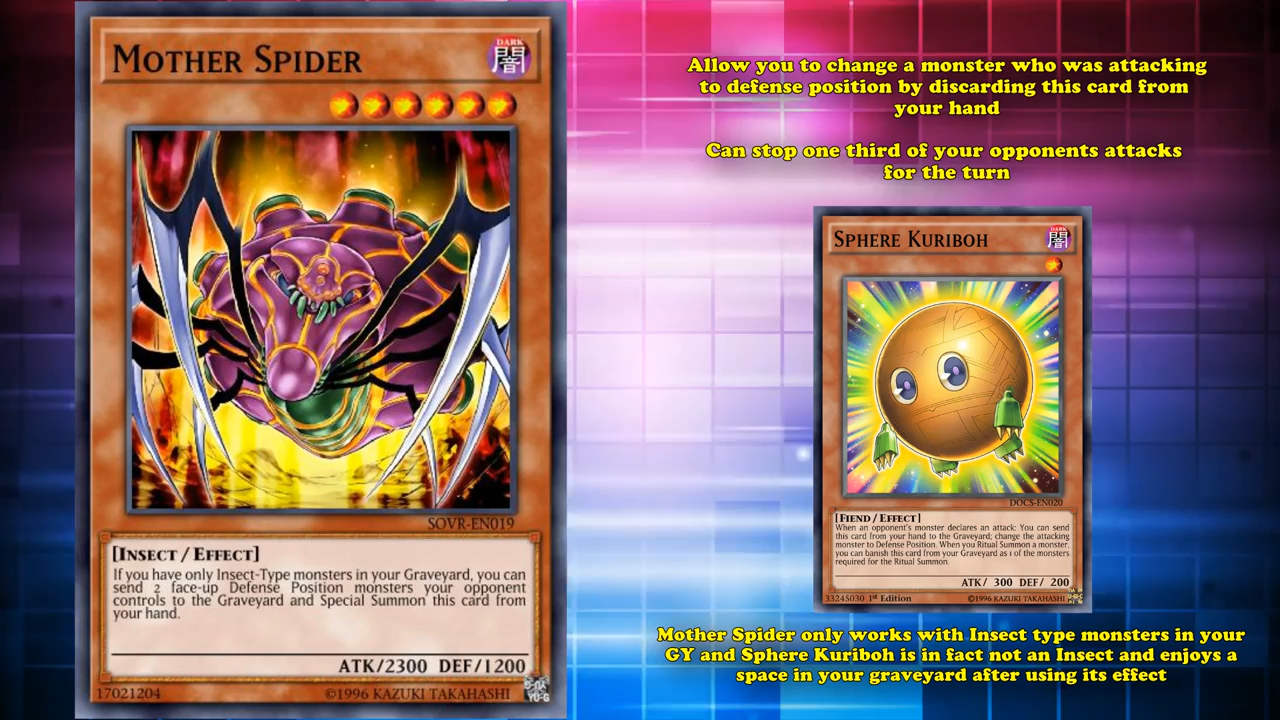 MOTHER SPIDER
DARK
闇
SOVR-EN019
[INSECT / EFFECT]
If you have only Insect-Type monsters in your Graveyard, you can
send 2 face-up Defense Position monsters your opponent
controls to the Graveyard and Special Summon this card from
your hand.
ATK/2300 DEF/1200
17021204
©1996 KAZUKI TAKAHASHI
Allow you to change a monster who was attacking
to defense position by discarding this card from
your hand
Can stop one third of your opponents attacks
for the turn
SPHERE KURIBOH
DARK
闇
DOCS-EN020
[FIEND / EFFECT]
When an opponent's monster declares an attack: You can send
this card from your hand to the Graveyard; change the attacking
monster to Defense Position. When you Ritual Summon a monster,
you can banish this card from your Graveyard as 1 of the monsters
required for the Ritual Summon.
ATK/ 300 DEF/ 200
33245030 1st Edition
©1996 KAZUKI TAKAHASHI
Mother Spider only works with Insect type monsters in your
GY and Sphere Kuriboh is in fact not an Insect and enjoys a
space in your graveyard after using its effect